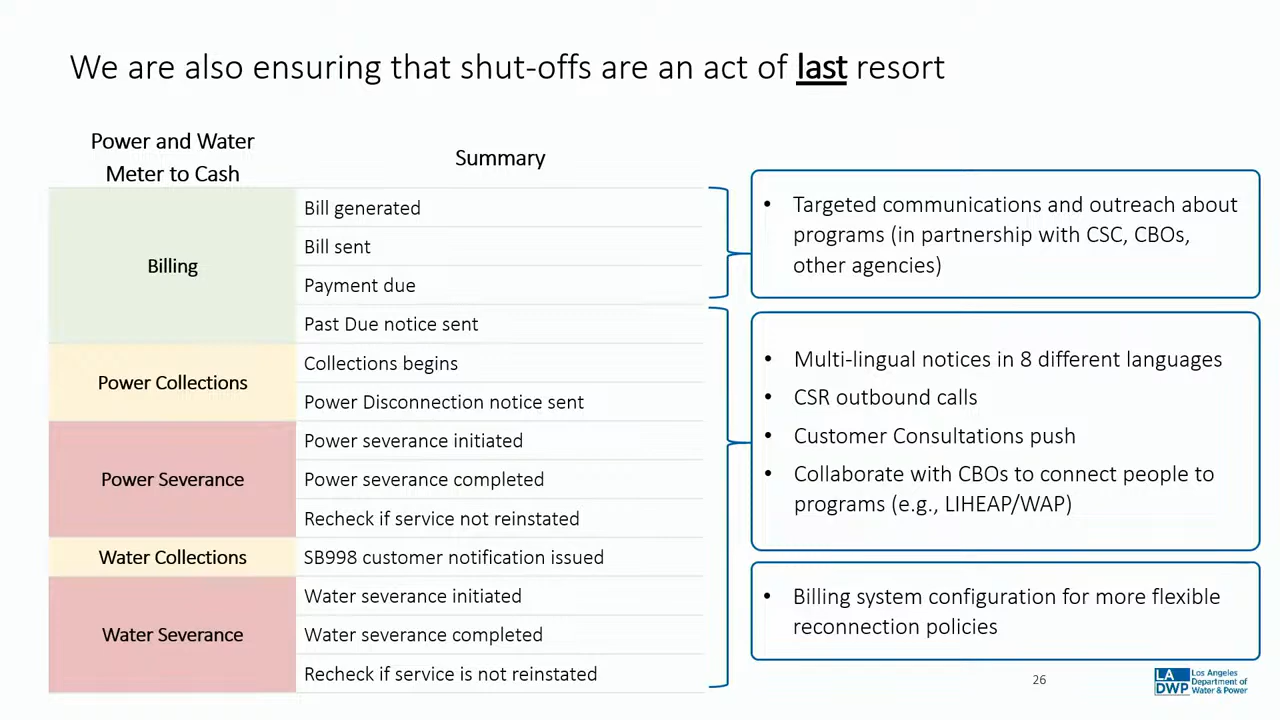 We are also ensuring that shut-offs are an act of last resort
Power and Water
Meter to Cash
Summary
Billing
Bill generated
Bill sent
Payment due
Past Due notice sent
Power Collections
Collections begins
Power Disconnection notice sent
Power Severance
Power severance initiated
Power severance completed
Recheck if service not reinstated
Water Collections
SB998 customer notification issued
Water Severance
Water severance initiated
Water severance completed
Recheck if service is not reinstated
• Targeted communications and outreach about
programs (in partnership with CSC, CBOs,
other agencies)
• Multi-lingual notices in 8 different languages
• CSR outbound calls
• Customer Consultations push
• Collaborate with CBOs to connect people to
programs (e.g., LIHEAP/WAP)
• Billing system configuration for more flexible
reconnection policies
26
LA
DWP
Los Angeles
Department of
Water & Power